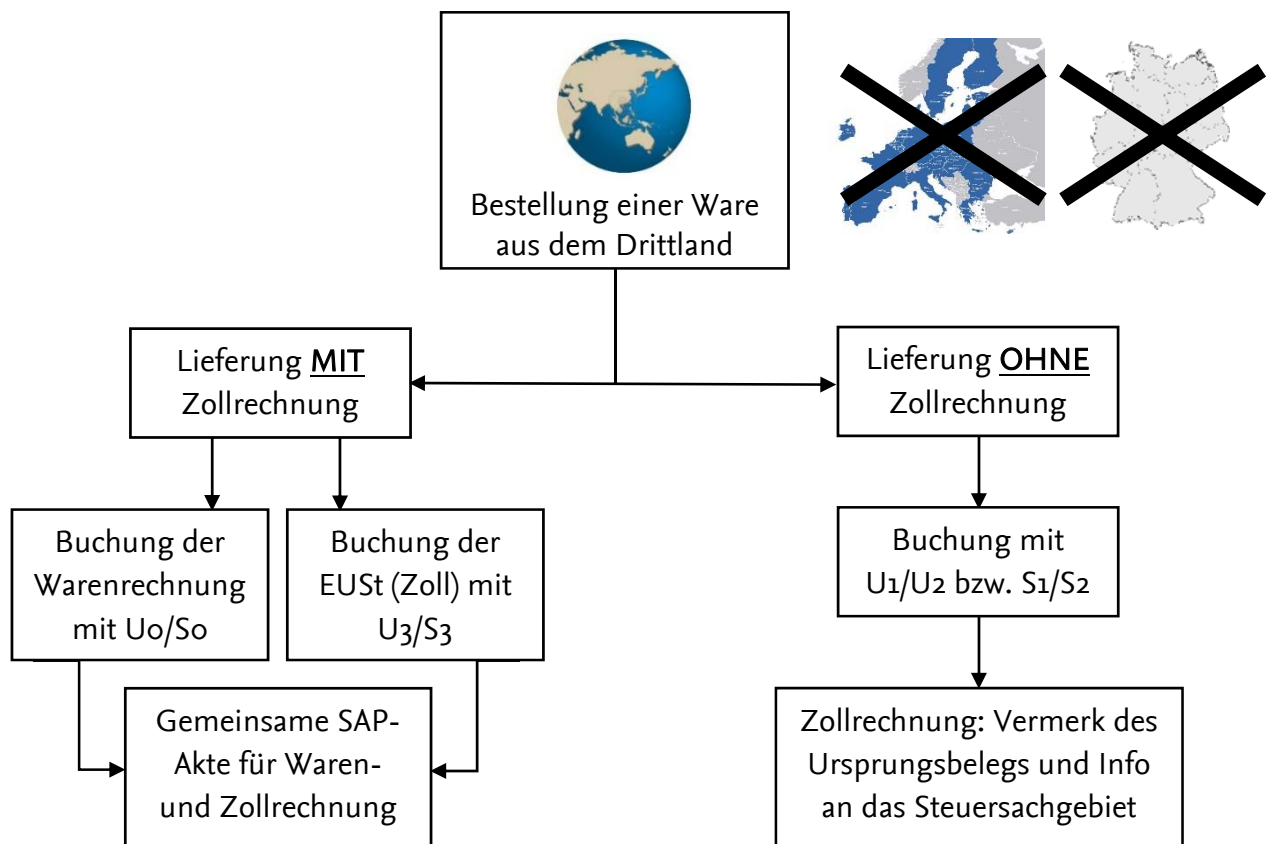 Bestellung einer Ware
aus dem Drittland
Lieferung MIT
Zollrechnung
Lieferung OHNE
Zollrechnung
Buchung der
Warenrechnung
mit U0/S0
Buchung der
EUSt (Zoll) mit
U3/S3
Buchung mit
U1/U2 bzw. S1/S2
Gemeinsame SAP-
Akte für Waren-
und Zollrechnung
Zollrechnung: Vermerk des
Ursprungsbelegs und Info
an das Steuersachgebiet